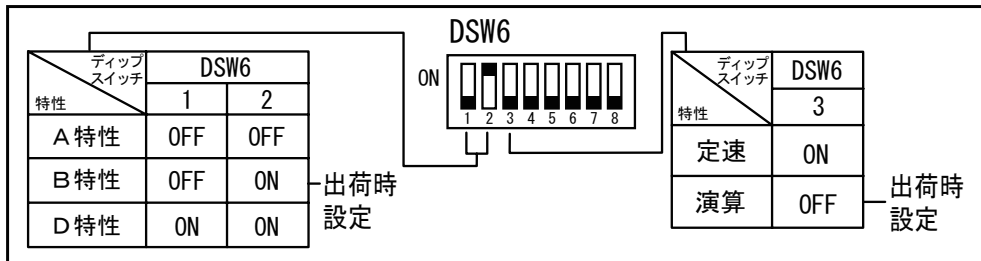 DSW6
ON
1 2 3 4 5 6 7 8
ディップ
スイッチ
特性
DSW6
1 2
A特性 OFF OFF
B特性 OFF ON
D特性 ON ON
出荷時
設定
ディップ
スイッチ
特性
DSW6
3
定速 ON
演算 OFF
出荷時
設定